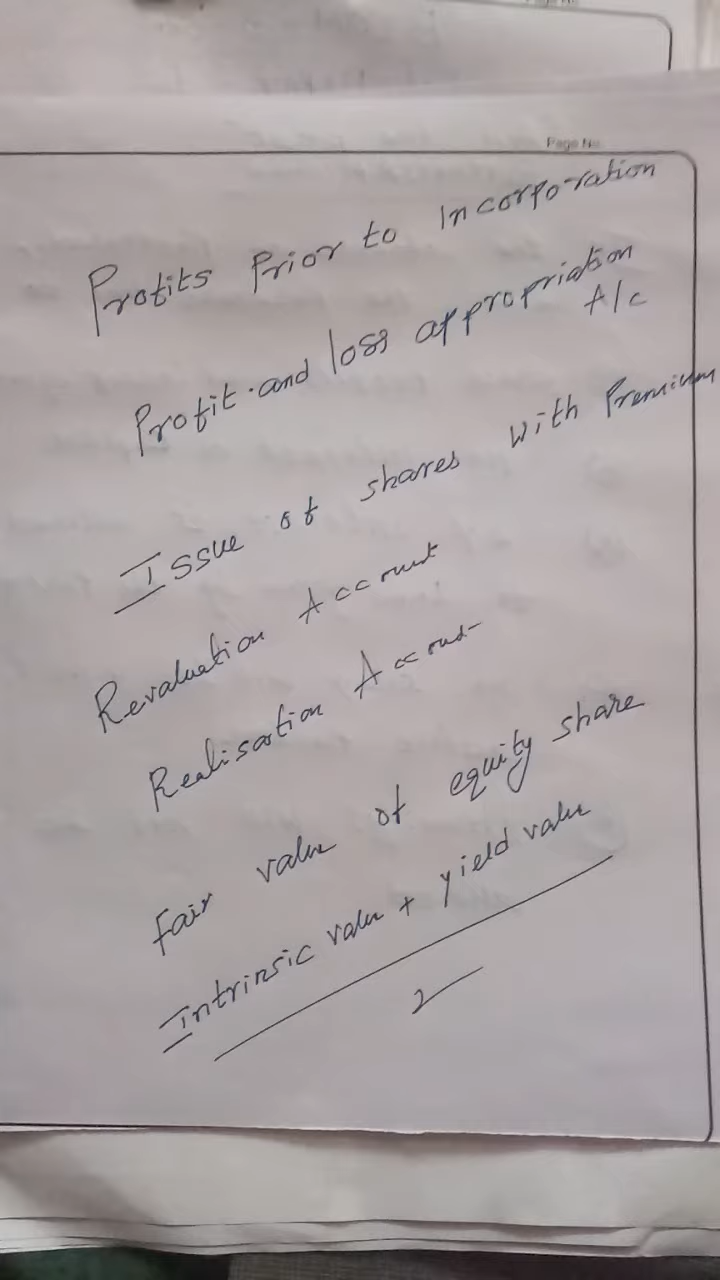 Page No.
Profits Prior to Incorporation
Profit and loss appropriation
A/c
Issue of shares with Premium
Revaluation Account
Realisation Account
Fair value of equity share
Intrinsic value + yield value
2